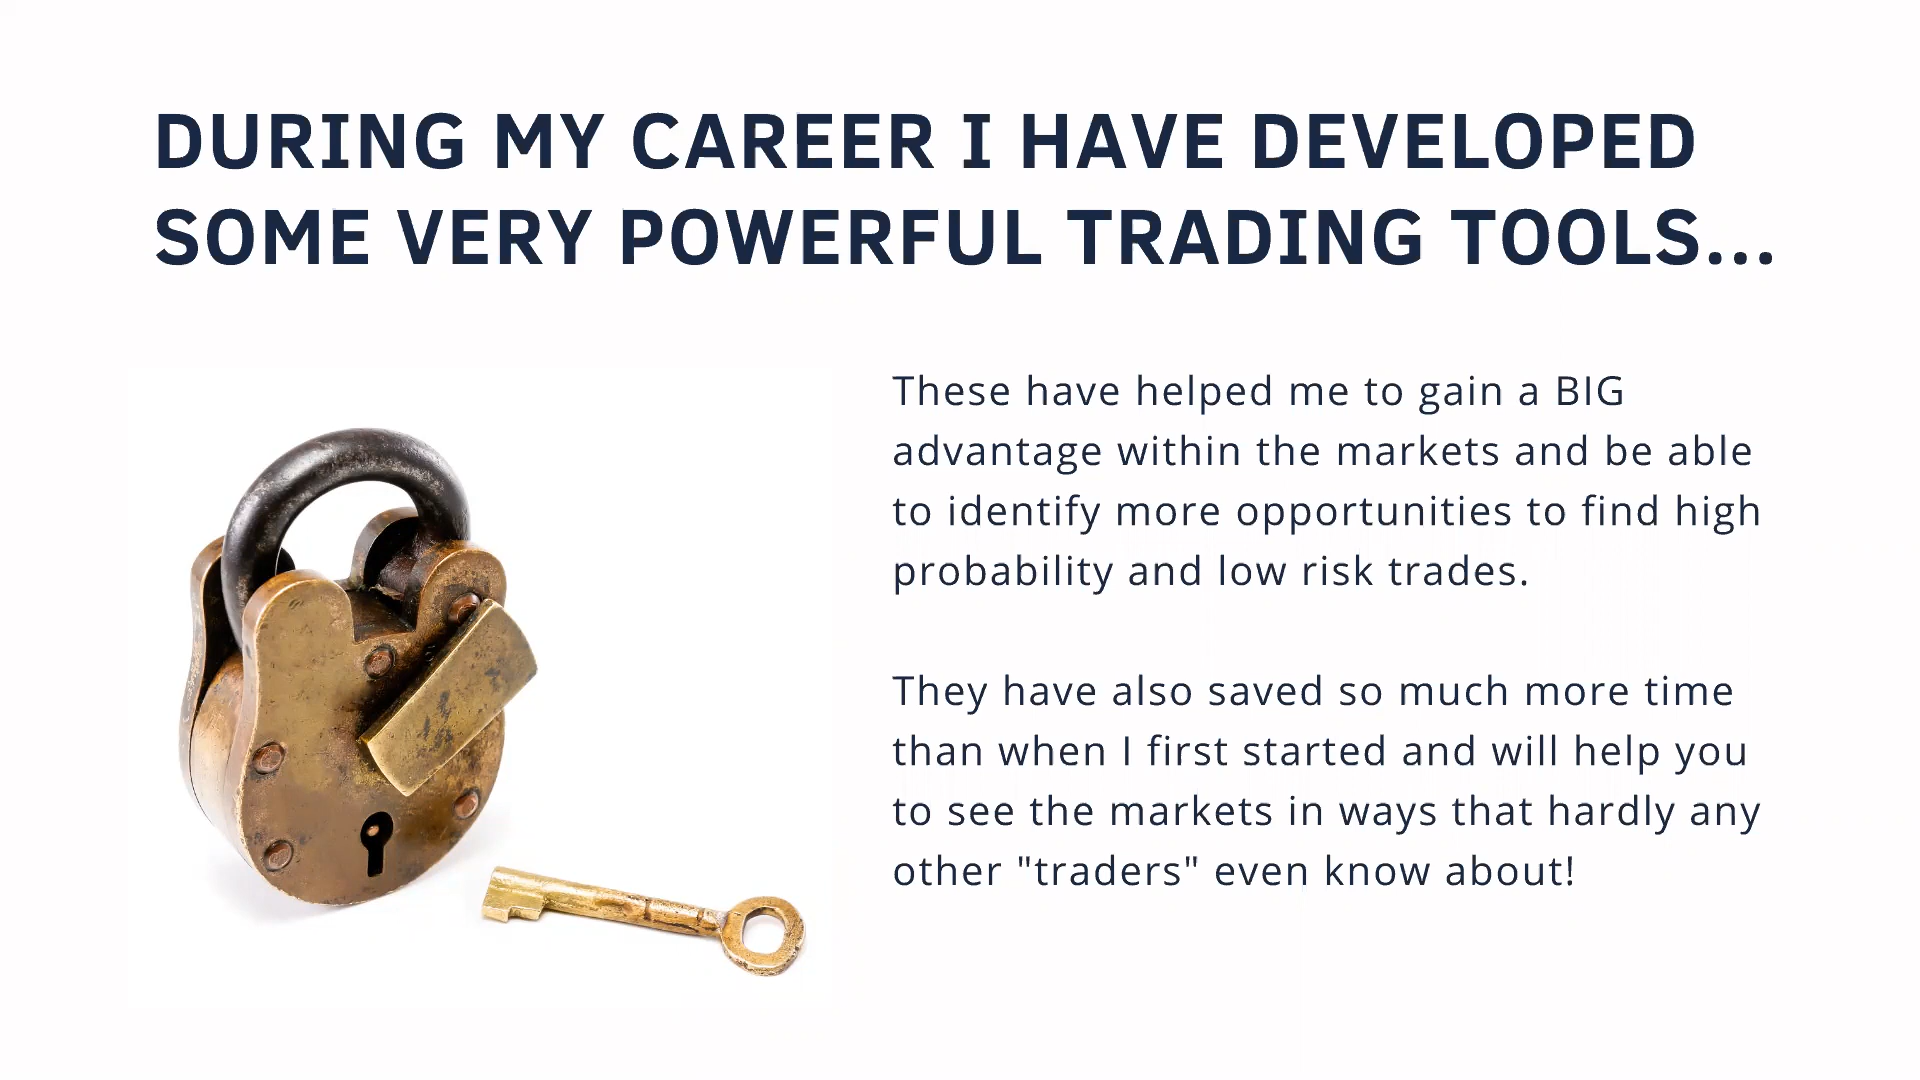 DURING MY CAREER I HAVE DEVELOPED
SOME VERY POWERFUL TRADING TOOLS...
These have helped me to gain a BIG
advantage within the markets and be able
to identify more opportunities to find high
probability and low risk trades.
They have also saved so much more time
than when I first started and will help you
to see the markets in ways that hardly any
other "traders" even know about!